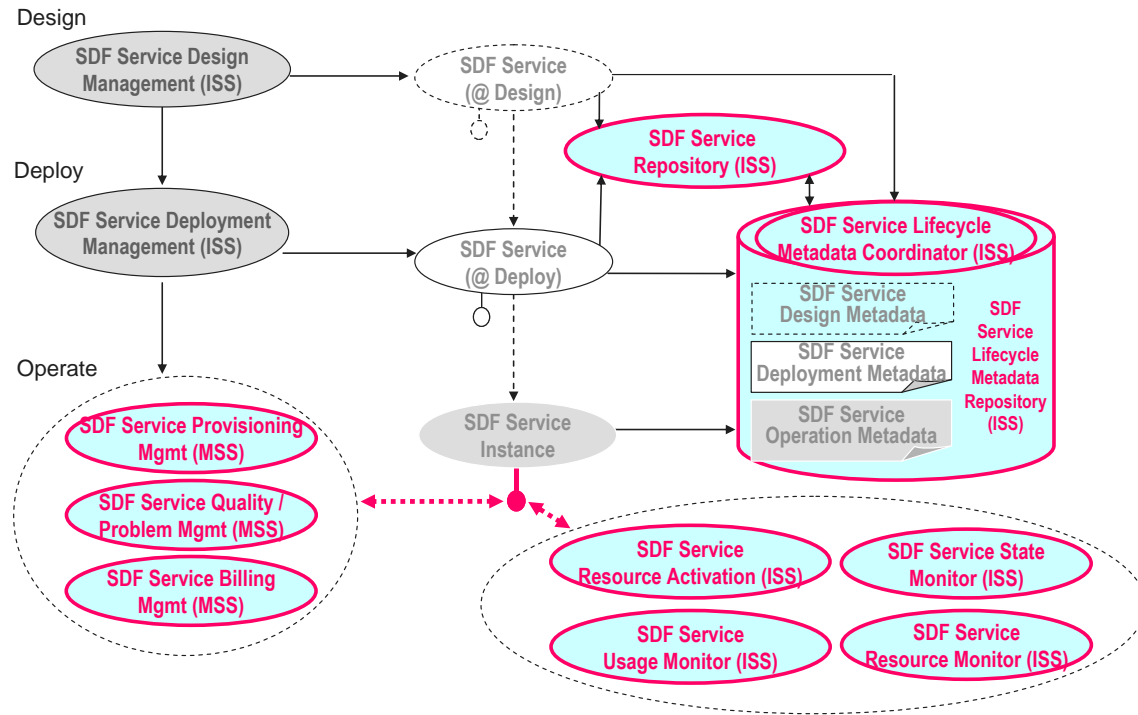 Design
SDF Service Design
Management (ISS)
SDF Service
(@ Design)
SDF Service
Repository (ISS)
Deploy
SDF Service Deployment
Management (ISS)
SDF Service
(@ Deploy)
SDF Service Lifecycle
Metadata Coordinator (ISS)
SDF Service
Design Metadata
SDF Service
Deployment Metadata
SDF Service
Operation Metadata
SDF
Service
Lifecycle
Metadata
Repository
(ISS)
Operate
SDF Service Provisioning
Mgmt (MSS)
SDF Service Quality /
Problem Mgmt (MSS)
SDF Service Billing
Mgmt (MSS)
SDF Service
Instance
SDF Service
Resource Activation (ISS)
SDF Service State
Monitor (ISS)
SDF Service
Usage Monitor (ISS)
SDF Service
Resource Monitor (ISS)